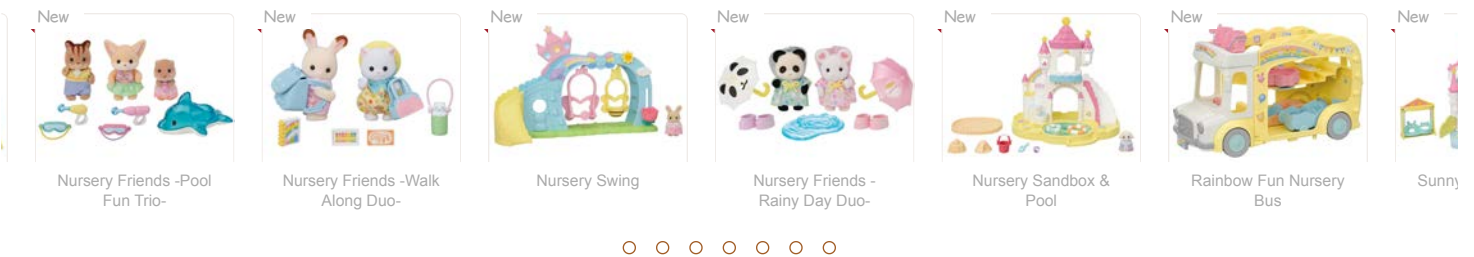 New
New
New
New
New
New
New
Nursery Friends -Pool
Fun Trio-
Nursery Friends -Walk
Along Duo-
Nursery Swing
Nursery Friends -
Rainy Day Duo-
Nursery Sandbox &
Pool
Rainbow Fun Nursery
Bus
Sunny